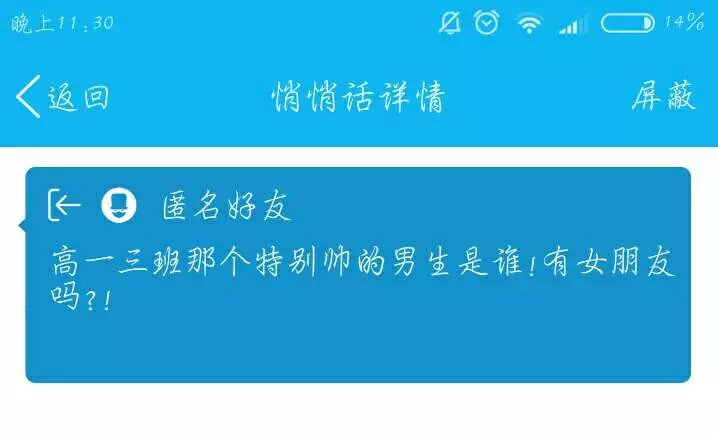 晚上11:30 14%
返回 悄悄话详情 屏蔽
匿名好友
高一三班那个特别帅的男生是谁!有女朋友
吗?!